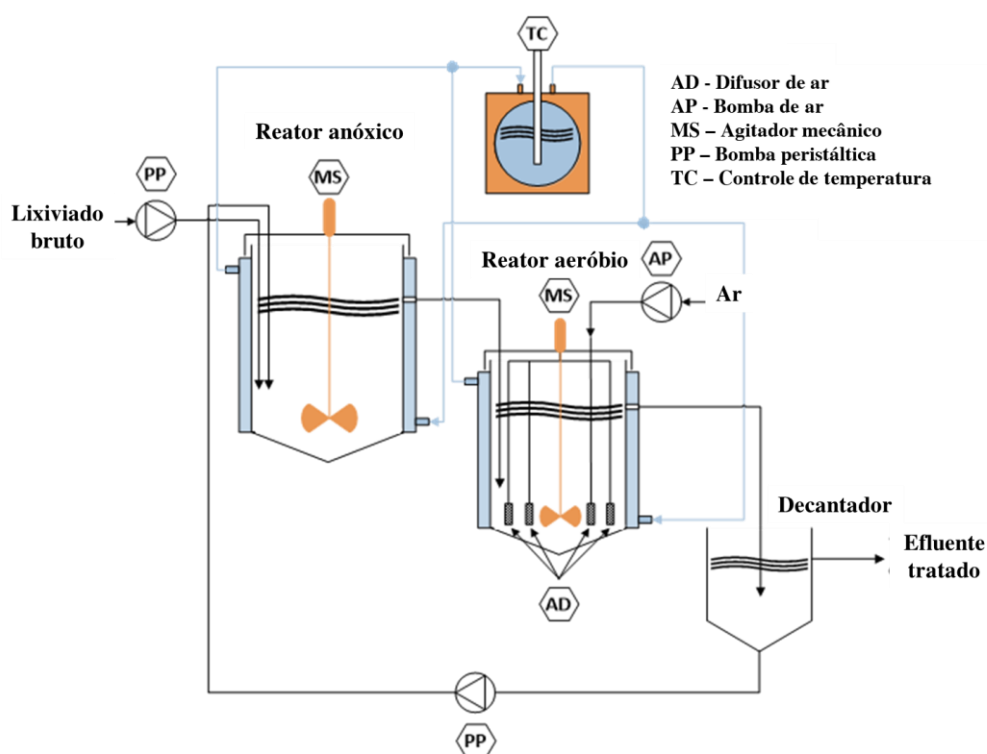 TC
AD - Difusor de ar
AP - Bomba de ar
MS – Agitador mecânico
PP – Bomba peristáltica
TC – Controle de temperatura
Reator anóxico
PP
MS
Lixiviado
bruto
Reator aeróbio
AP
MS
Ar
Decantador
Efluente
tratado
AD
PP